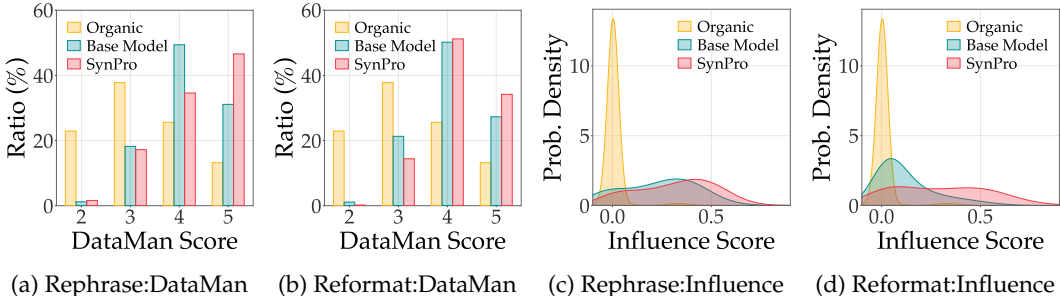 60
40
20
0
Ratio (%)
Organic
Base Model
SynPro
2 3 4 5
DataMan Score
(a) Rephrase:DataMan
60
40
20
0
Ratio (%)
Organic
Base Model
SynPro
2 3 4 5
DataMan Score
(b) Reformat:DataMan
10
5
0
Prob. Density
Organic
Base Model
SynPro
0.0 0.5
Influence Score
(c) Rephrase:Influence
10
5
0
Prob. Density
Organic
Base Model
SynPro
0.0 0.5
Influence Score
(d) Reformat:Influence